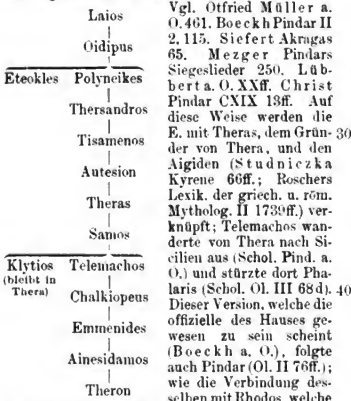 Laios
Oidipus
Eteokles Polyneikes
Thersandros
Tisamenos
Autesion
Theras
Samos
Klytios Telemachos
(bleibt in
Thera)
Chalkiopeus
Emmenides
Ainesidamos
Theron
Vgl. Otfried Müller a.
O. 461. Boeckh Pindar II
2, 115. Siefert Akragas
65. Mezger Pindars
Siegeslieder 250. Lüb-
bert a. O. XXff. Christ
Pindar CXIX 13ff. Auf
diese Weise werden die
E. mit Theras, dem Grün- 30
der von Thera, und den
Aigiden (Studniczka
Kyrene 66ff.; Roschers
Lexik. der griech. u. röm.
Mytholog. II 1739ff.) ver-
knüpft; Telemachos wan-
derte von Thera nach Si-
cilien aus (Schol. Pind. a.
O.) und stürzte dort Pha-
laris (Schol. Ol. III 68 d). 40
Dieser Version, welche die
offizielle des Hauses ge-
wesen zu sein scheint
(Boeckh a. O.), folgte
auch Pindar (Ol. II 76ff.);
wie die Verbindung des-
selben mit Rhodos, welche